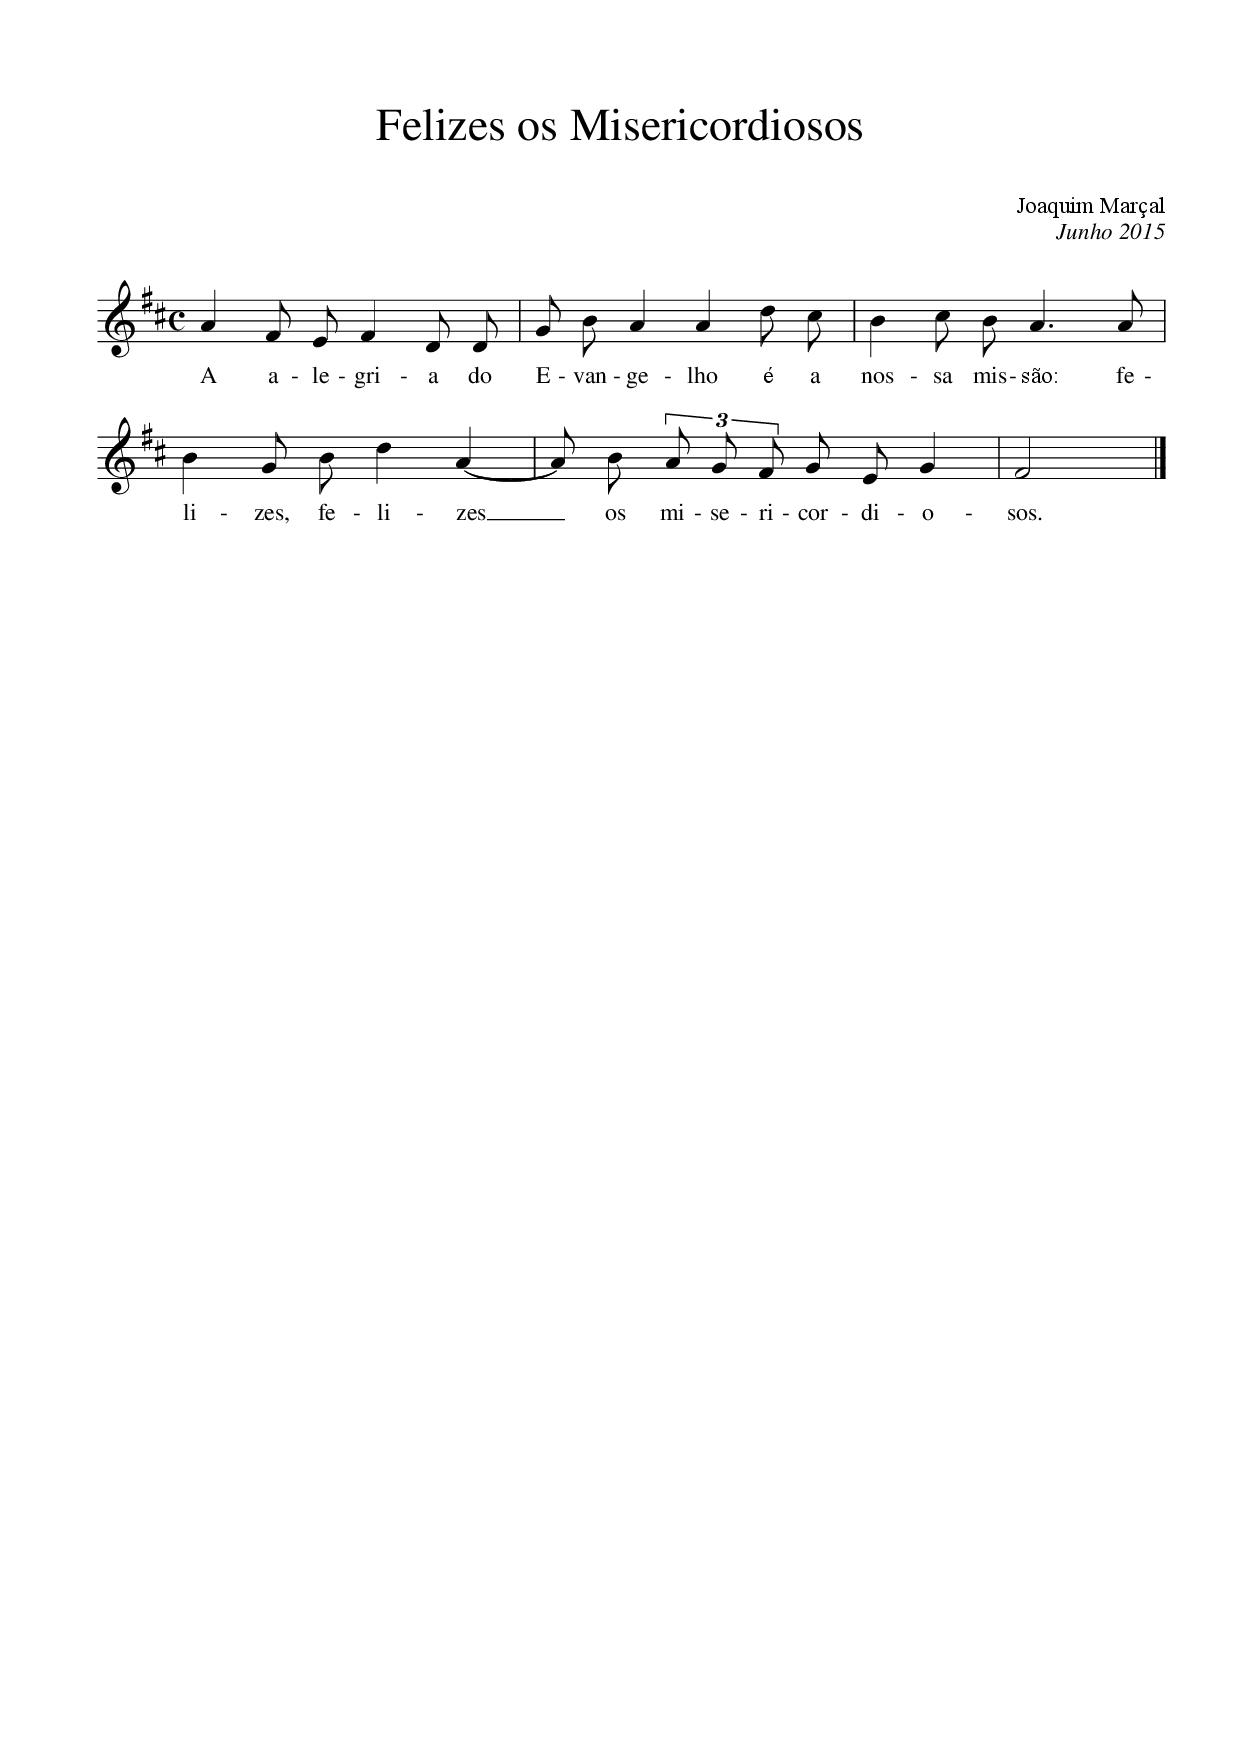 Felizes os Misericordiosos
Joaquim Marçal
Junho 2015
A a - le - gri - a do E - van - ge - lho é a nos - sa mis - são: fe -
3
li - zes, fe - li - zes os mi - se - ri - cor - di - o - sos.